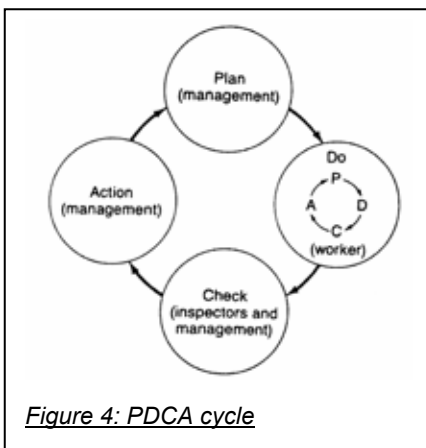 Plan
(management)
Do
P
A
D
C
(worker)
Action
(management)
Check
(inspectors and
management)
Figure 4: PDCA cycle